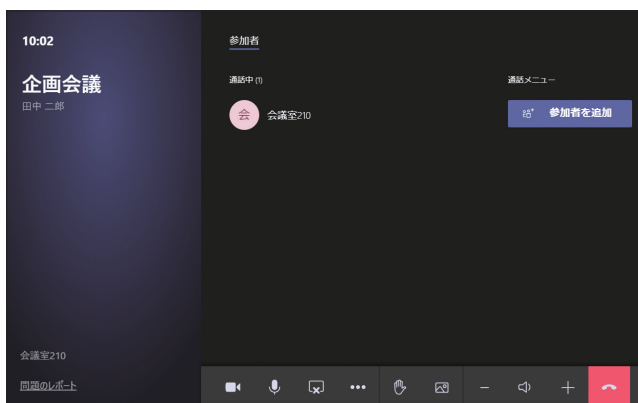 10:02
企画会議
田中 二郎
会議室210
問題のレポート
参加者
通話中 (1)
会 会議室210
通話メニュー
参加者を追加